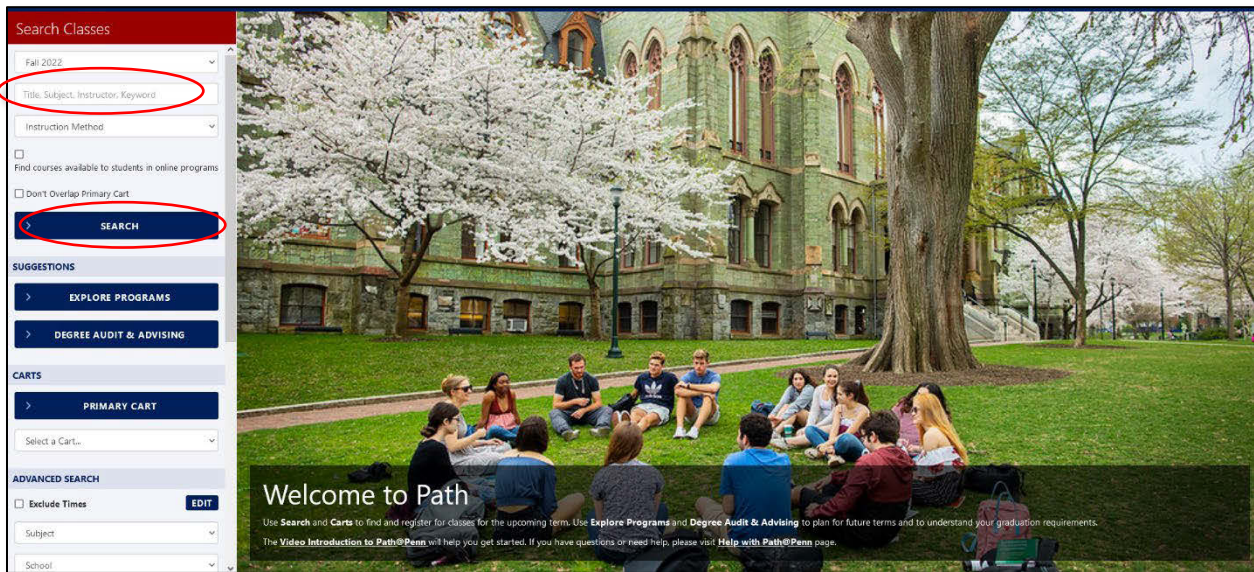 Search Classes
Fall 2022
Title, Subject, Instructor, Keyword
Instruction Method
Find courses available to students in online programs
Don't Overlap Primary Cart
SEARCH
SUGGESTIONS
EXPLORE PROGRAMS
DEGREE AUDIT & ADVISING
CARTS
PRIMARY CART
Select a Cart...
ADVANCED SEARCH
Exclude Times
EDIT
Subject
School
Welcome to Path
Use Search and Carts to find and register for classes for the upcoming term. Use Explore Programs and Degree Audit & Advising to plan for future terms and to understand your graduation requirements.
The Video Introduction to Path@Penn will help you get started. If you have questions or need help, please visit Help with Path@Penn page.